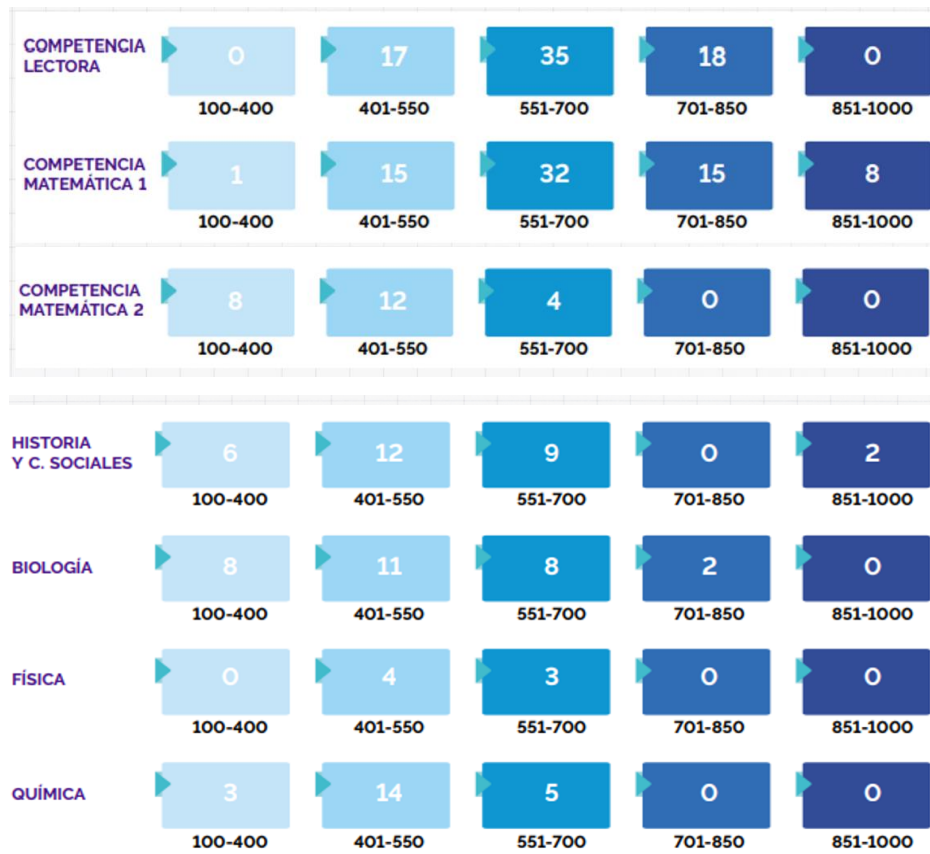 COMPETENCIA
LECTORA
0 17 35 18 0
100-400 401-550 551-700 701-850 851-1000
COMPETENCIA
MATEMÁTICA 1
1 15 32 15 8
100-400 401-550 551-700 701-850 851-1000
COMPETENCIA
MATEMÁTICA 2
8 12 4 0 0
100-400 401-550 551-700 701-850 851-1000
HISTORIA
Y C. SOCIALES
6 12 9 0 2
100-400 401-550 551-700 701-850 851-1000
BIOLOGÍA
8 11 8 2 0
100-400 401-550 551-700 701-850 851-1000
FÍSICA
0 4 3 0 0
100-400 401-550 551-700 701-850 851-1000
QUÍMICA
3 14 5 0 0
100-400 401-550 551-700 701-850 851-1000